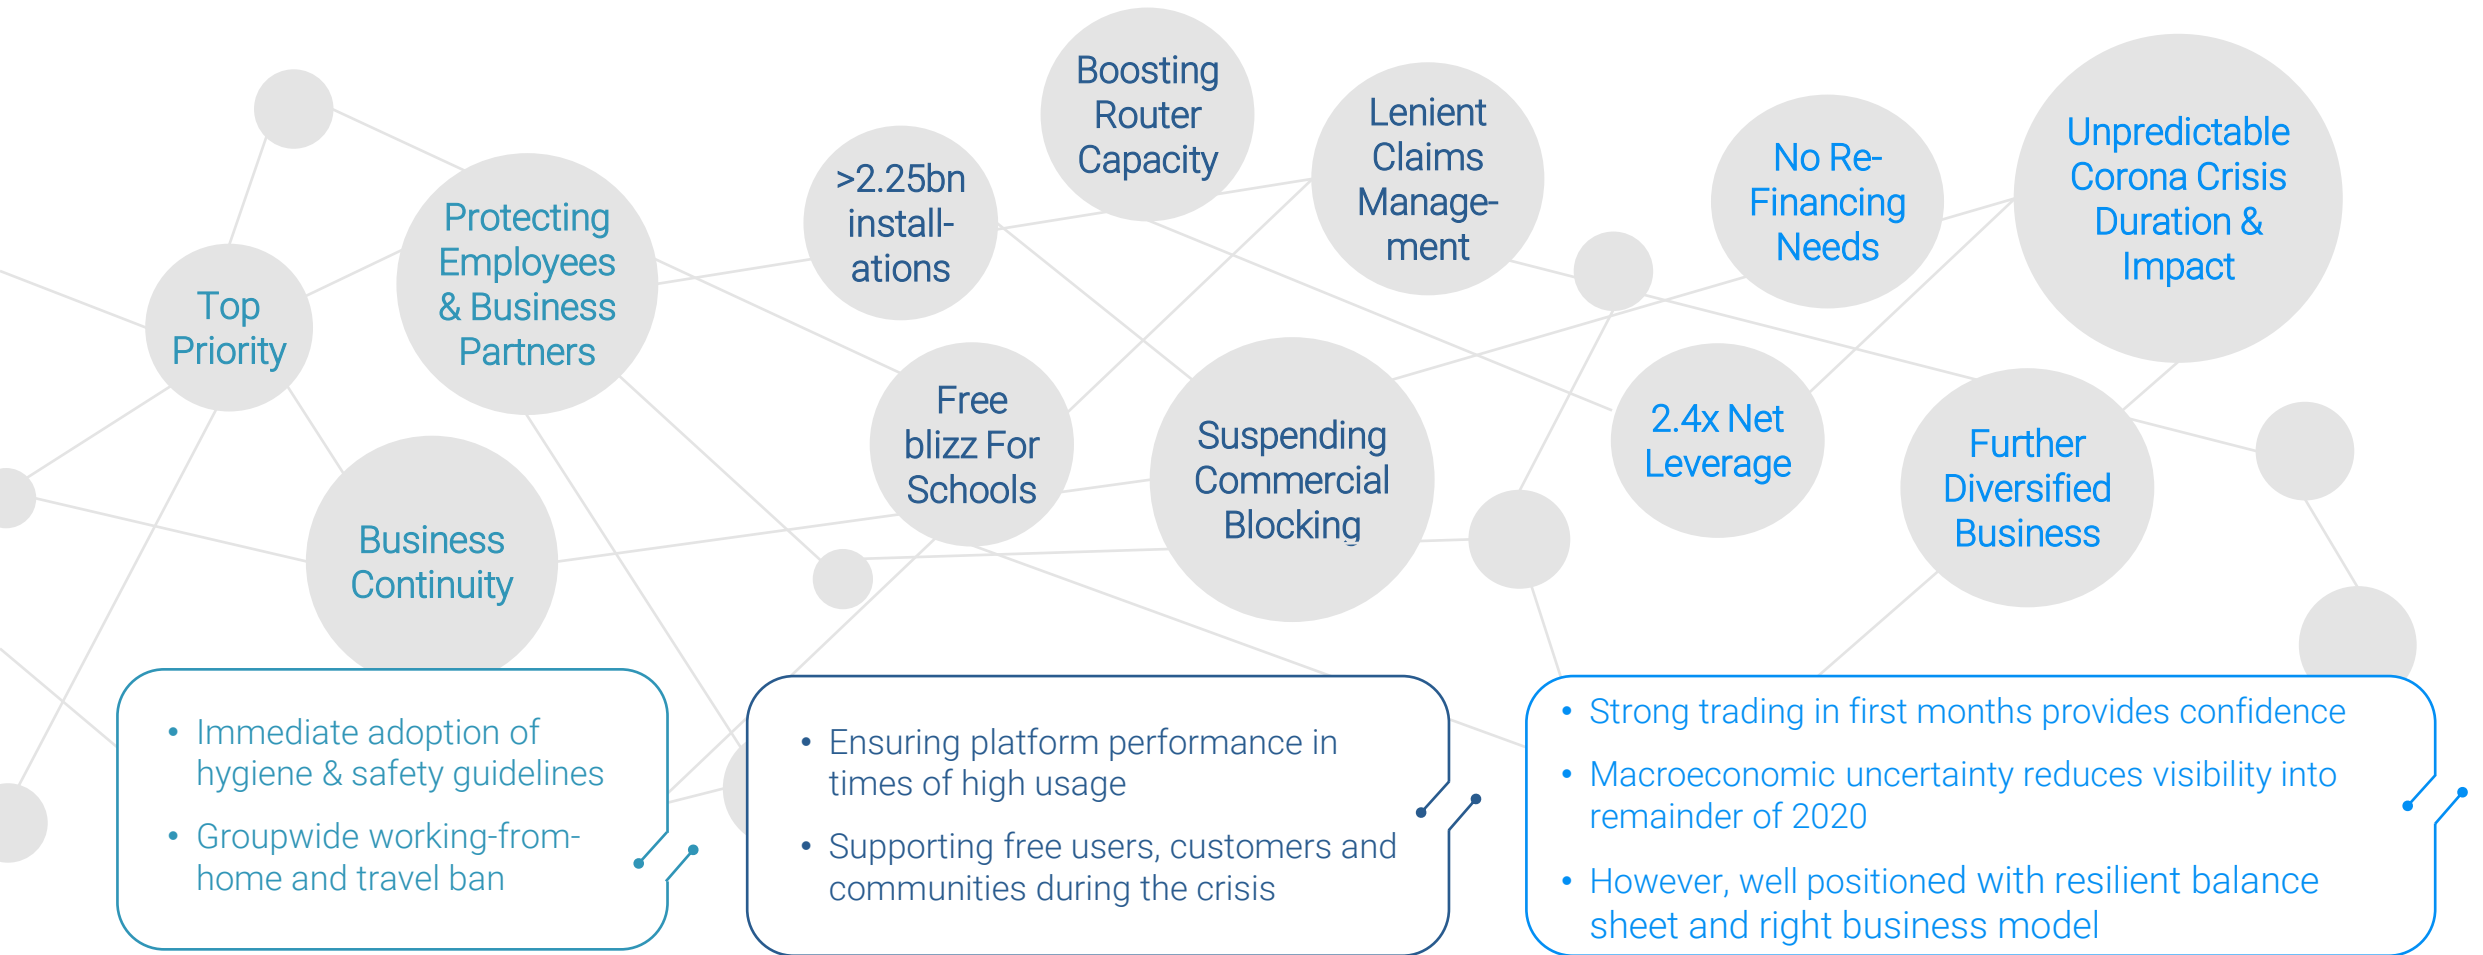 Top
Priority
Protecting
Employees
& Business
Partners
Business
Continuity
>2.25bn
install-
ations
Boosting
Router
Capacity
Lenient
Claims
Manage-
ment
Free
blizz For
Schools
Suspending
Commercial
Blocking
No Re-
Financing
Needs
Unpredictable
Corona Crisis
Duration &
Impact
2.4x Net
Leverage
Further
Diversified
Business
• Immediate adoption of
hygiene & safety guidelines
• Groupwide working-from-
home and travel ban
• Ensuring platform performance in
times of high usage
• Supporting free users, customers and
communities during the crisis
• Strong trading in first months provides confidence
• Macroeconomic uncertainty reduces visibility into
remainder of 2020
• However, well positioned with resilient balance
sheet and right business model